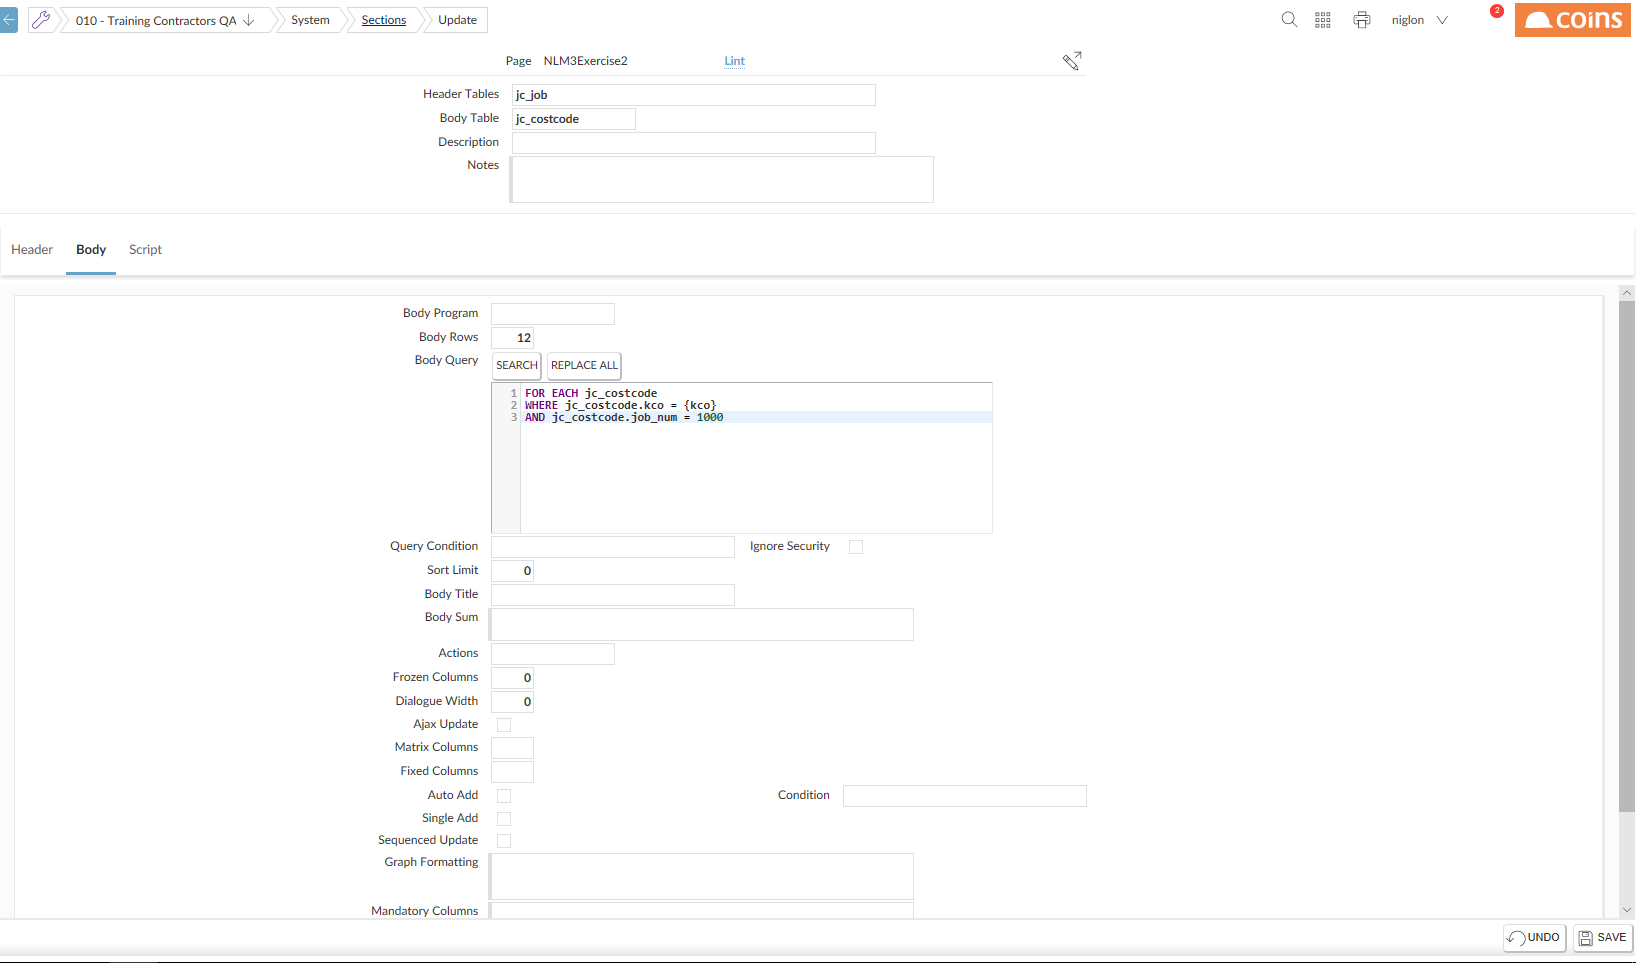 010 - Training Contractors QA
System
Sections
Update
niglon
2
coins
Page NLM3Exercise2 Lint
Header Tables jc_job
Body Table jc_costcode
Description
Notes
Header Body Script
Body Program
Body Rows 12
Body Query SEARCH REPLACE ALL
1 FOR EACH jc_costcode
2 WHERE jc_costcode.kco = {kco}
3 AND jc_costcode.job_num = 1000
Query Condition Ignore Security
Sort Limit 0
Body Title
Body Sum
Actions
Frozen Columns 0
Dialogue Width 0
Ajax Update
Matrix Columns
Fixed Columns
Auto Add Condition
Single Add
Sequenced Update
Graph Formatting
Mandatory Columns
UNDO SAVE